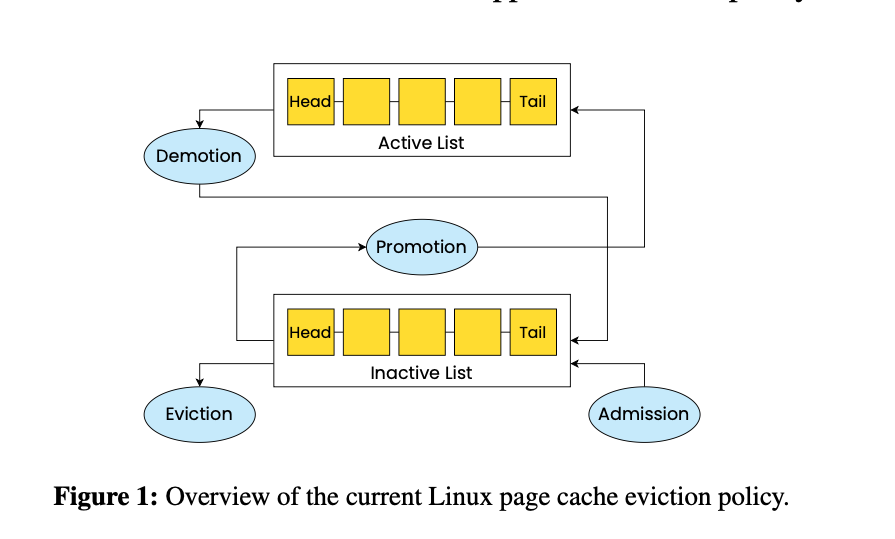 Head Tail
Active List
Demotion
Promotion
Head Tail
Inactive List
Eviction
Admission
Figure 1: Overview of the current Linux page cache eviction policy.